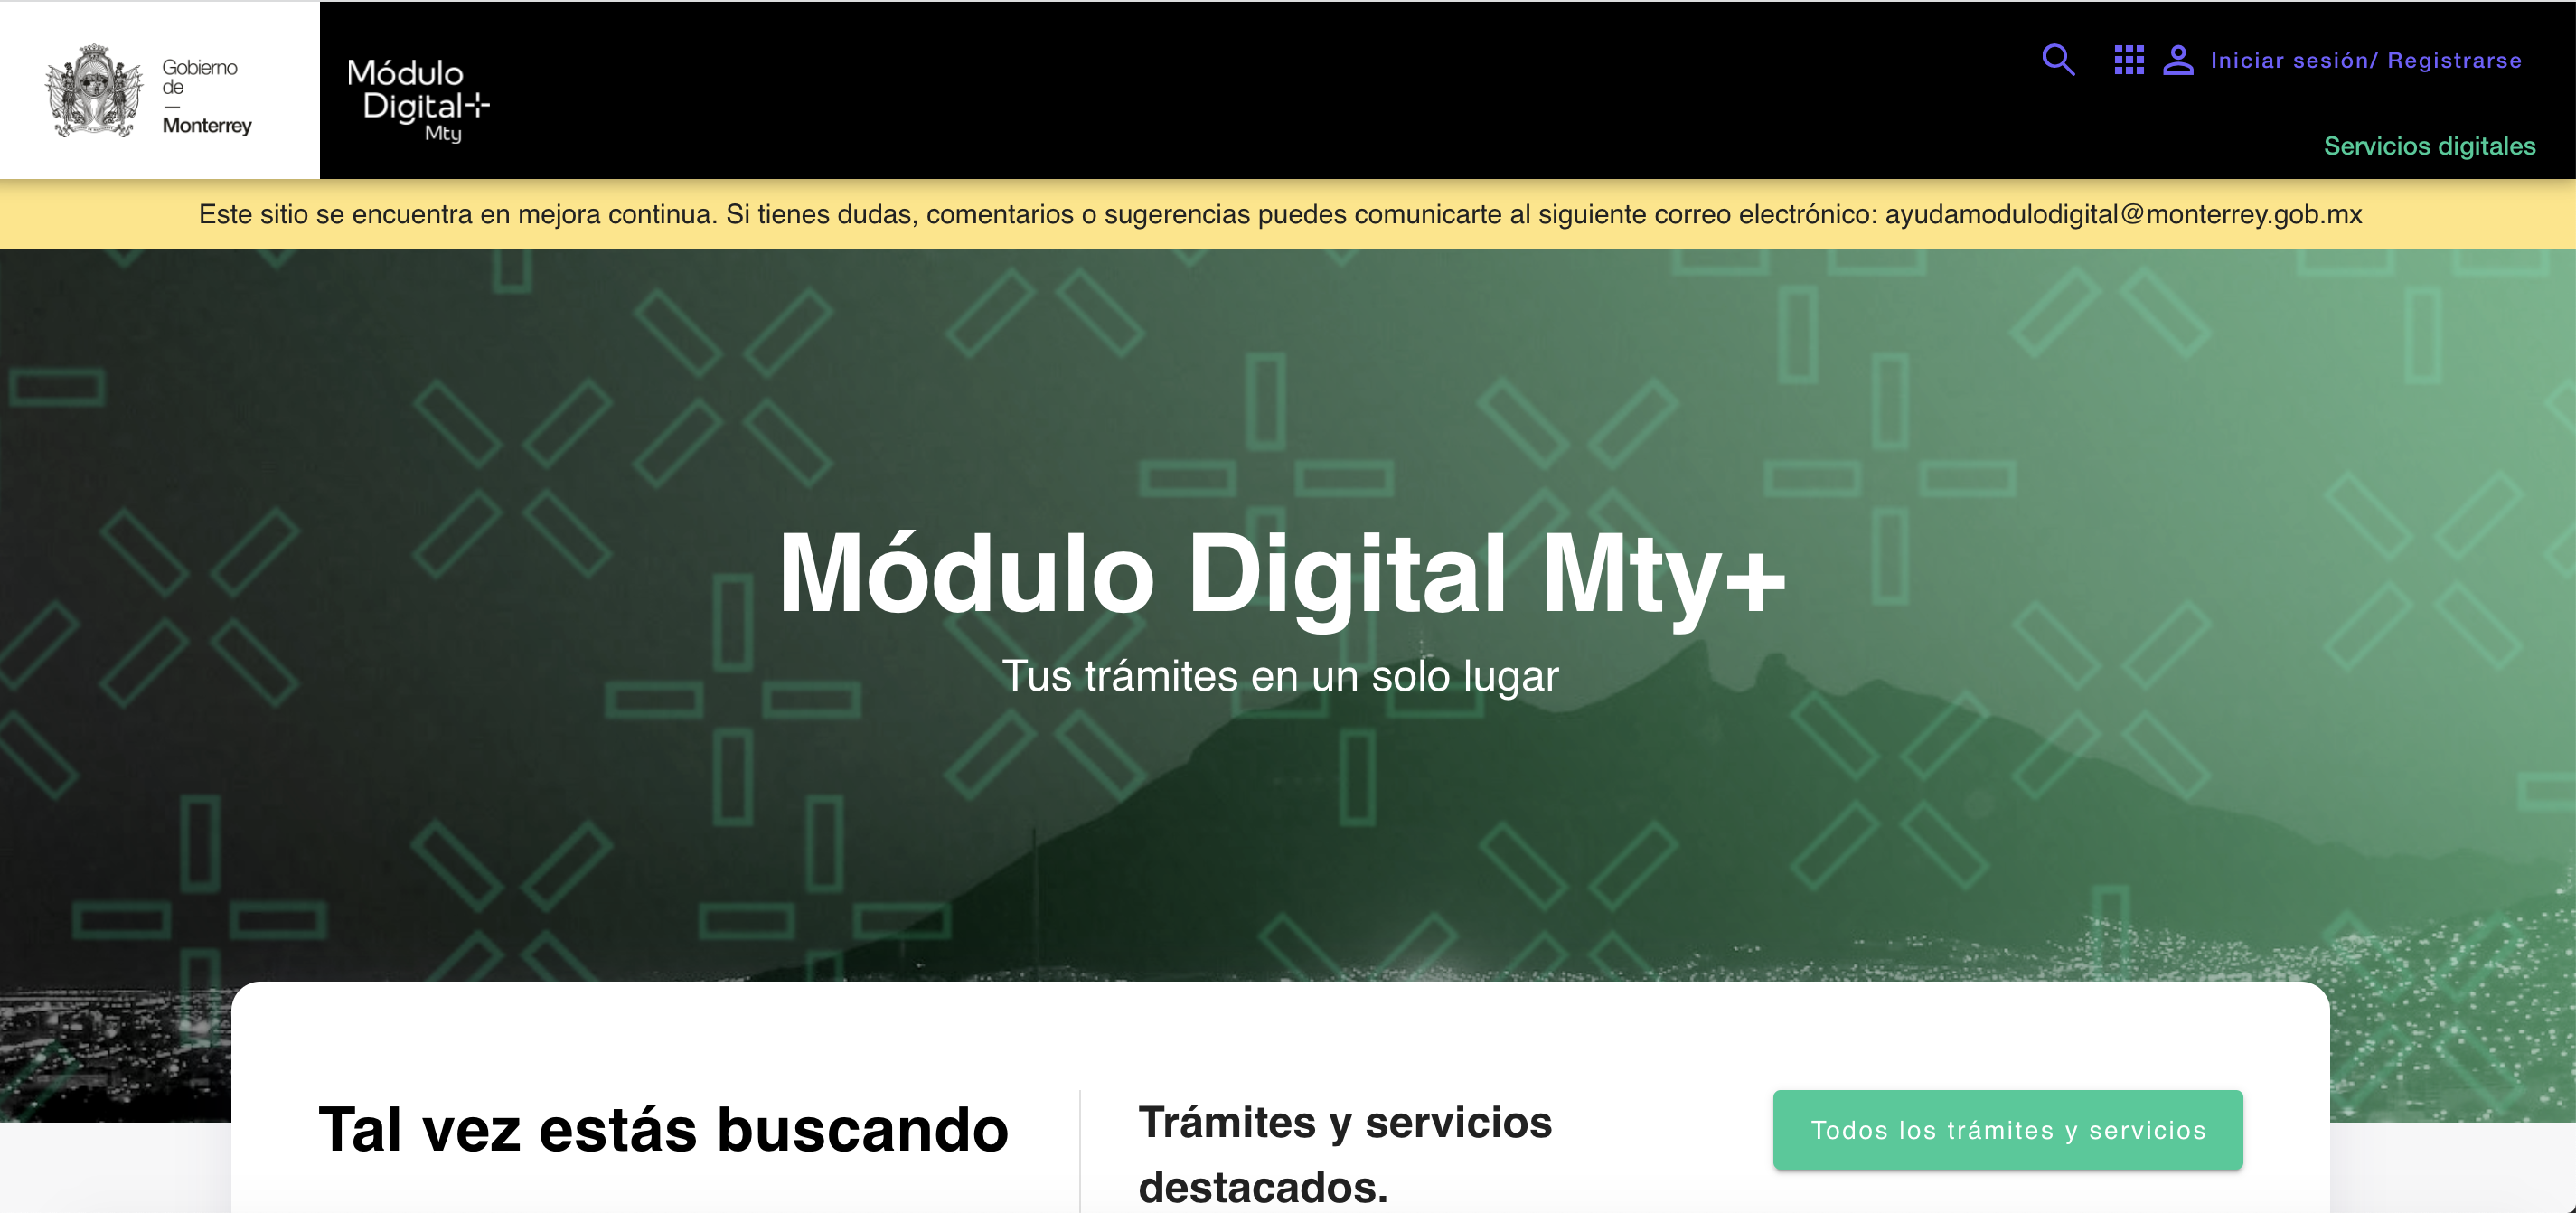 Gobierno
de
—
Monterrey
Módulo
Digital+
Mty
Iniciar sesión/ Registrarse
Servicios digitales
Este sitio se encuentra en mejora continua. Si tienes dudas, comentarios o sugerencias puedes comunicarte al siguiente correo electrónico: ayudamodulodigital@monterrey.gob.mx
Módulo Digital Mty+
Tus trámites en un solo lugar
Tal vez estás buscando
Trámites y servicios
destacados.
Todos los trámites y servicios